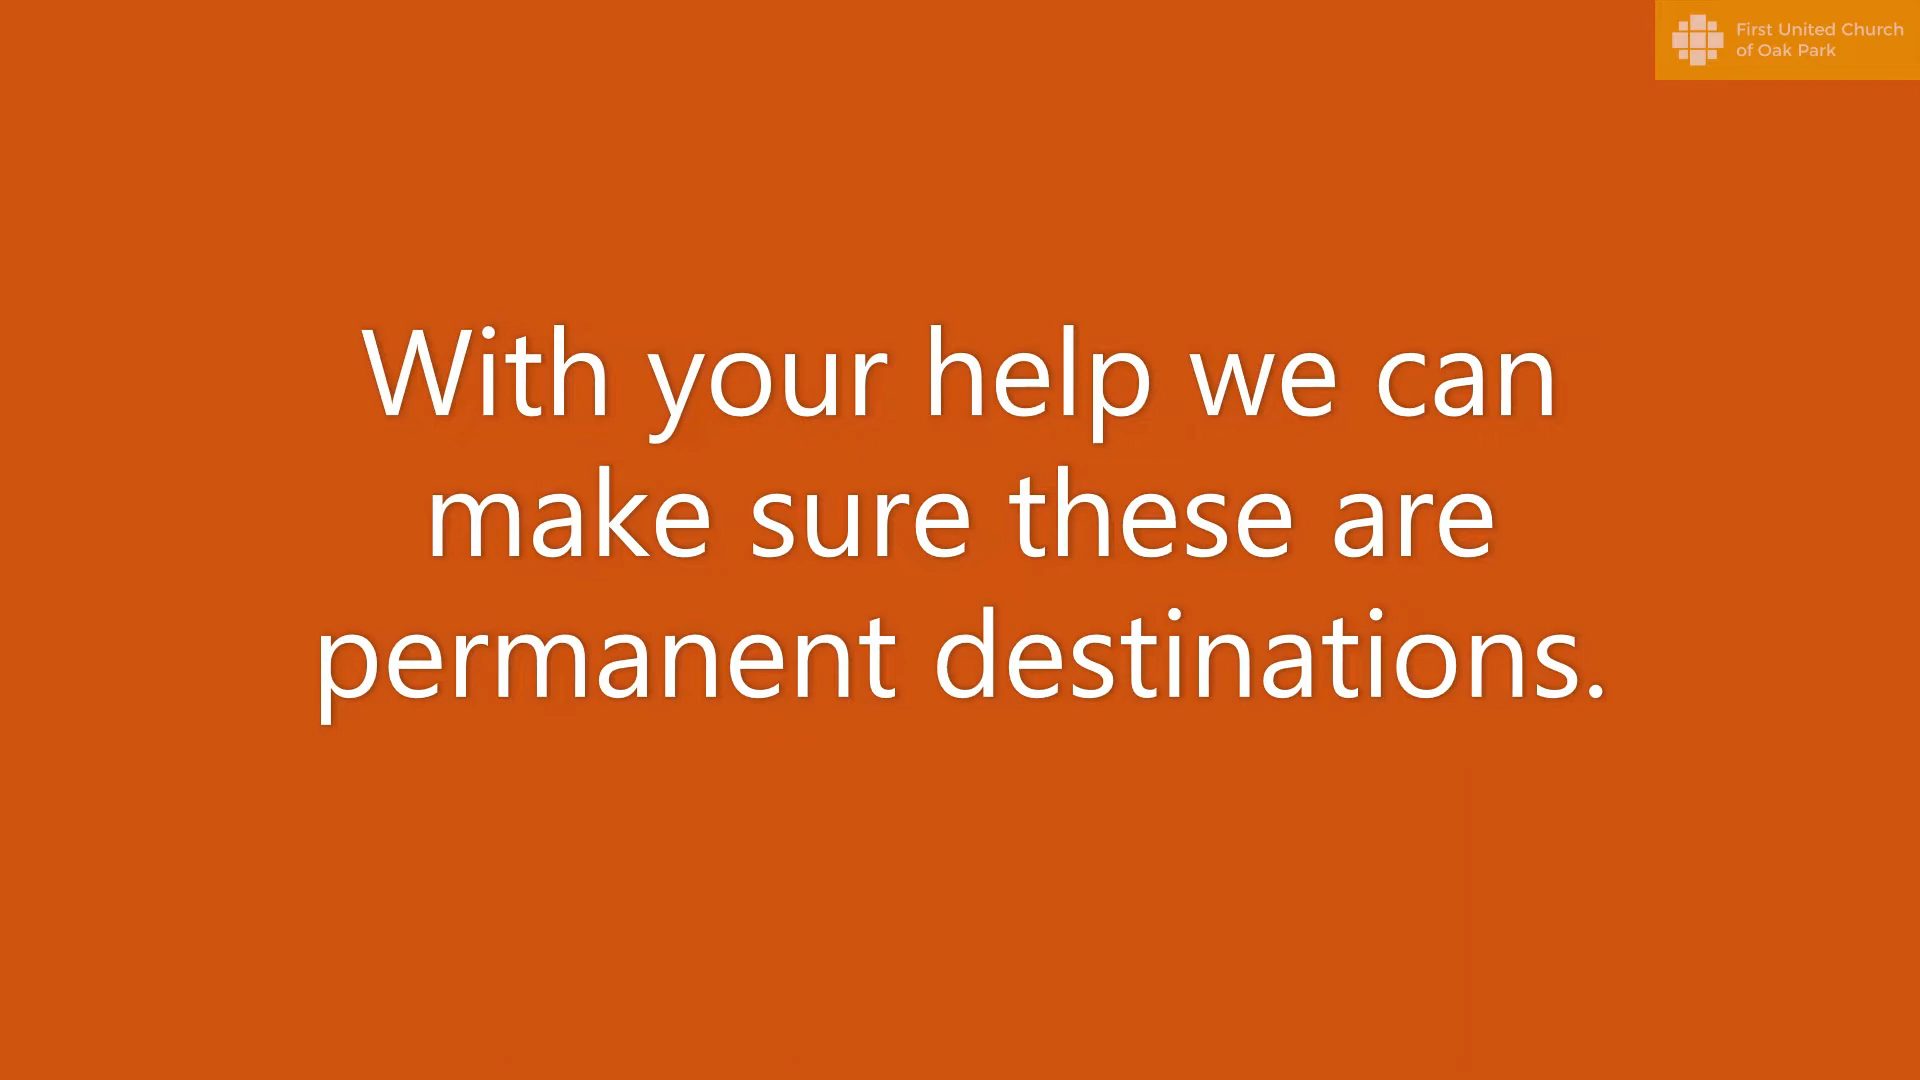 First United Church
of Oak Park
With your help we can
make sure these are
permanent destinations.